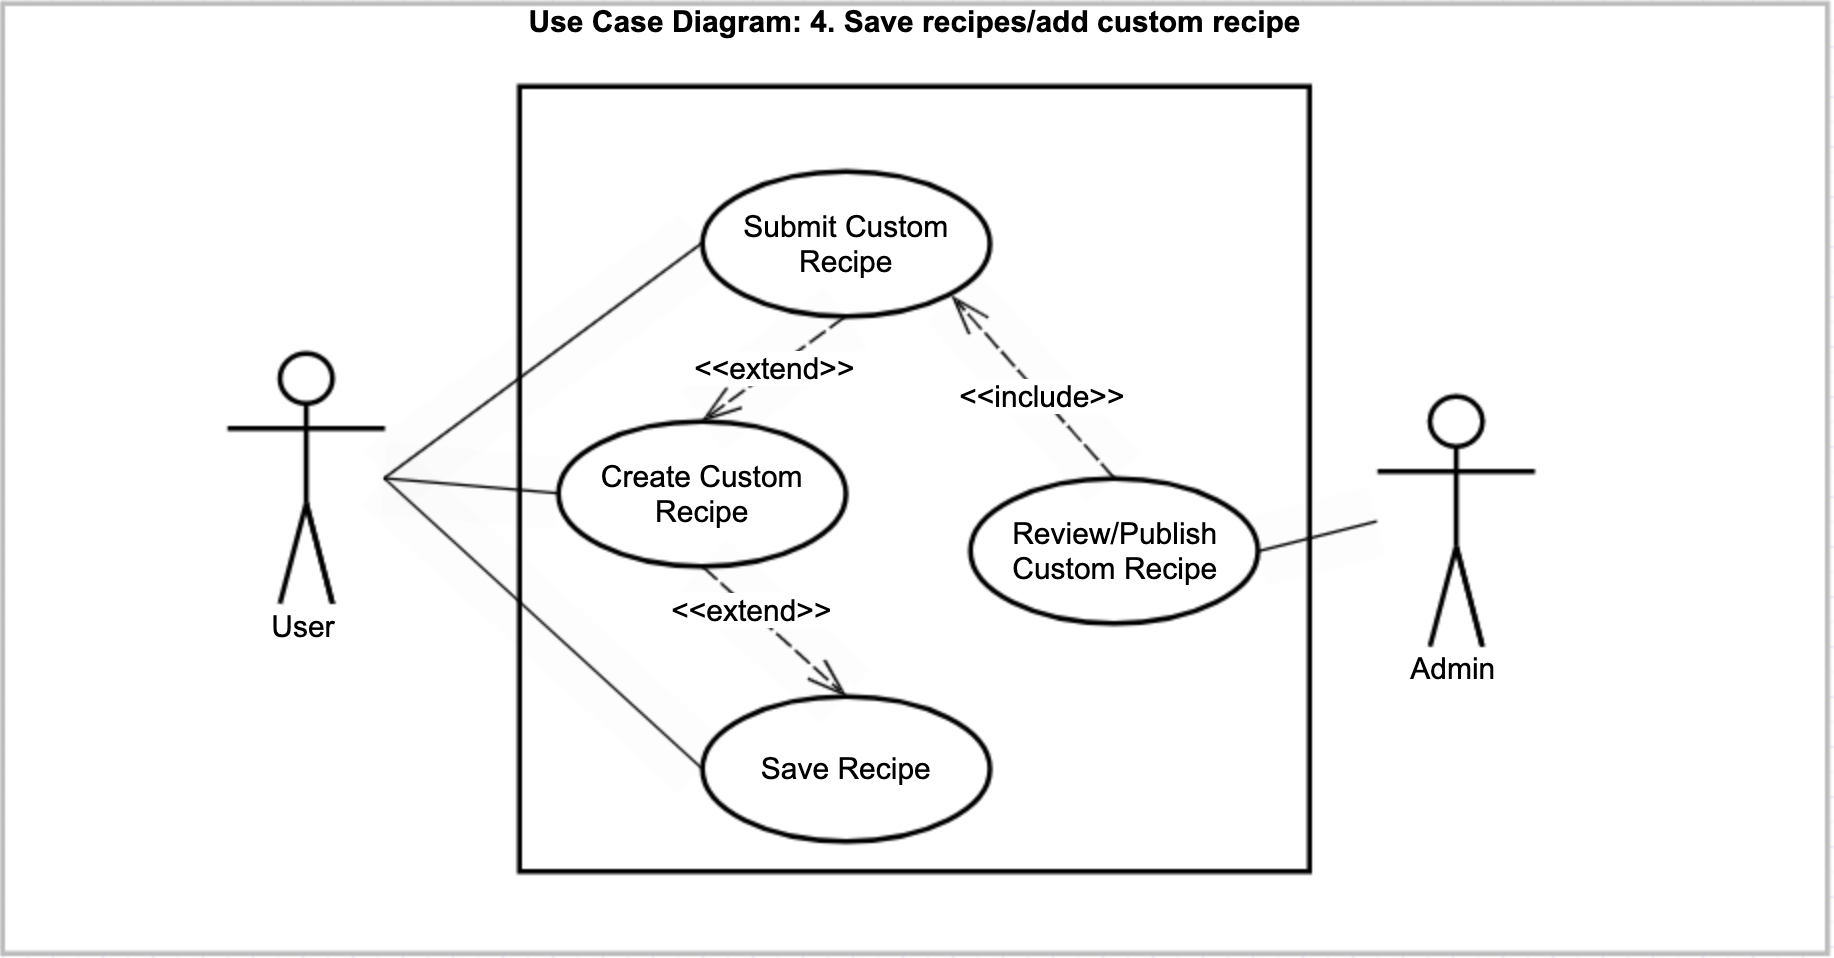 Use Case Diagram: 4. Save recipes/add custom recipe
Submit Custom
Recipe
<<extend>>
<<include>>
Create Custom
Recipe
Review/Publish
Custom Recipe
<<extend>>
User
Admin
Save Recipe